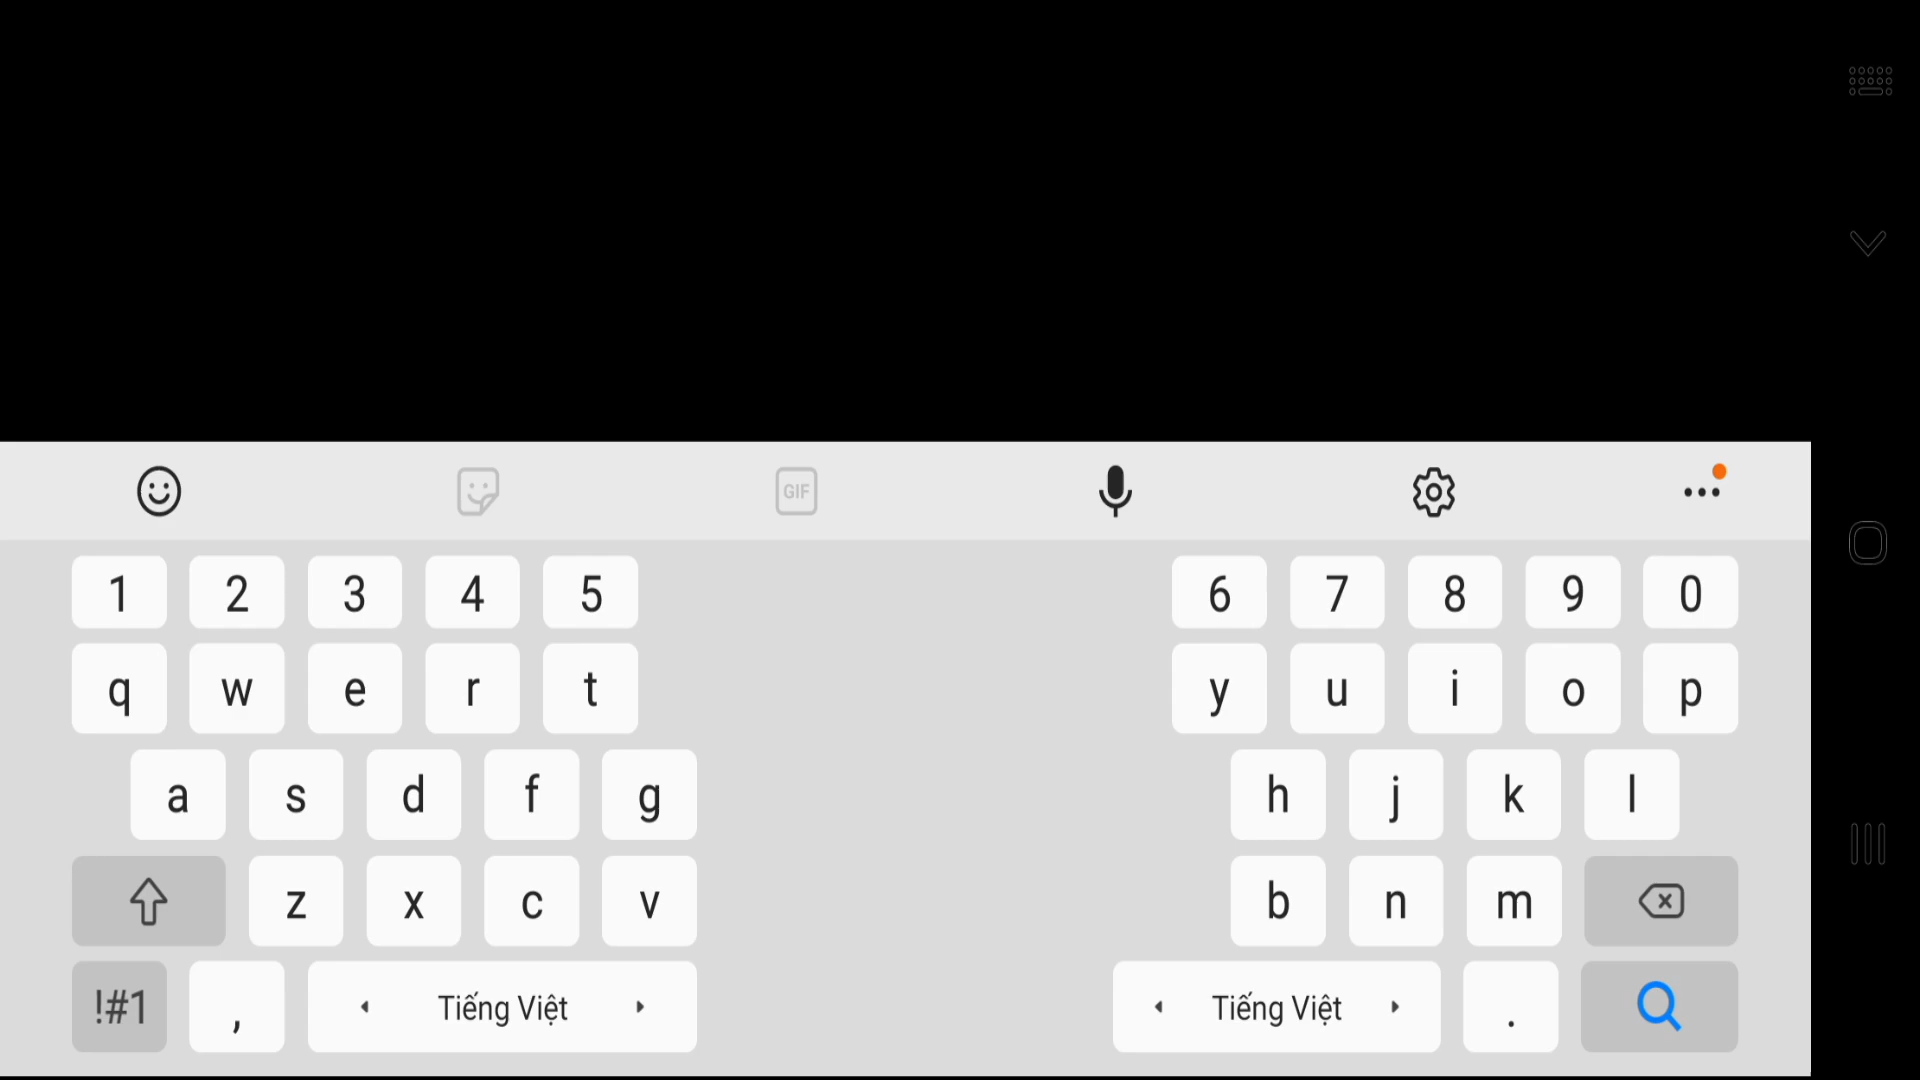 GIF
1 2 3 4 5 6 7 8 9 0
q w e r t y u i o p
a s d f g h j k l
z x c v b n m
!#1 , Tiếng Việt Tiếng Việt .